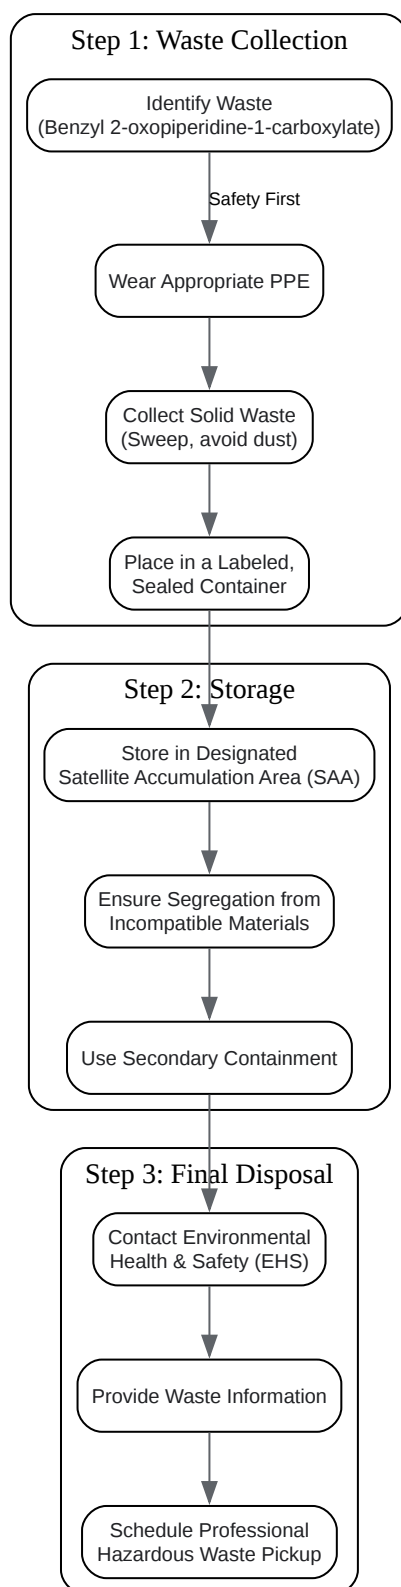 Step 1: Waste Collection
Identify Waste
(Benzyl 2-oxopiperidine-1-carboxylate)
Safety First
Wear Appropriate PPE
Collect Solid Waste
(Sweep, avoid dust)
Place in a Labeled,
Sealed Container
Step 2: Storage
Store in Designated
Satellite Accumulation Area (SAA)
Ensure Segregation from
Incompatible Materials
Use Secondary Containment
Step 3: Final Disposal
Contact Environmental
Health & Safety (EHS)
Provide Waste Information
Schedule Professional
Hazardous Waste Pickup